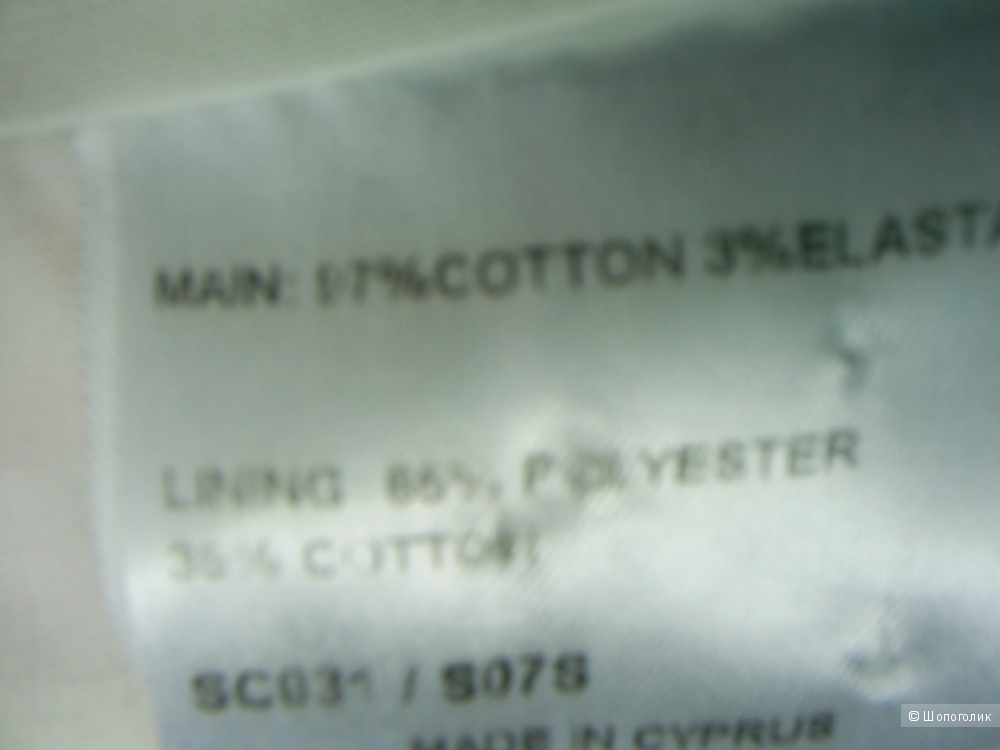 MAIN: 97%COTTON 3%ELASTA
LINING 65% POLYESTER
35% COTTON
SC031 / S07S
MADE IN CYPRUS
© Шопоголик